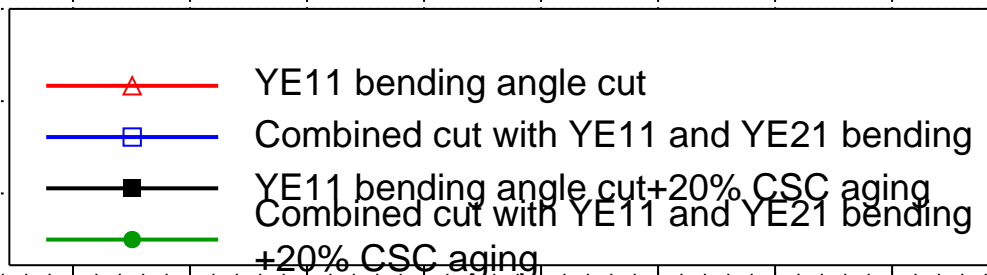 YE11 bending angle cut
Combined cut with YE11 and YE21 bending
YE11 bending angle cut+20% CSC aging
Combined cut with YE11 and YE21 bending
+20% CSC aging